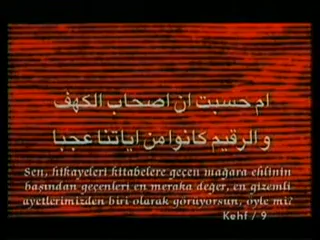 ام حسبت ان اصحاب الكهف
و الرقيم كانوا من اياتنا عجبا
Sen, hikayeleri kitabelere geçen mağara ehlinin
başından geçenleri en meraka değer, en gizemli
ayetlerimizden biri olarak görüyorsun, öyle mi?
Kehf / 9